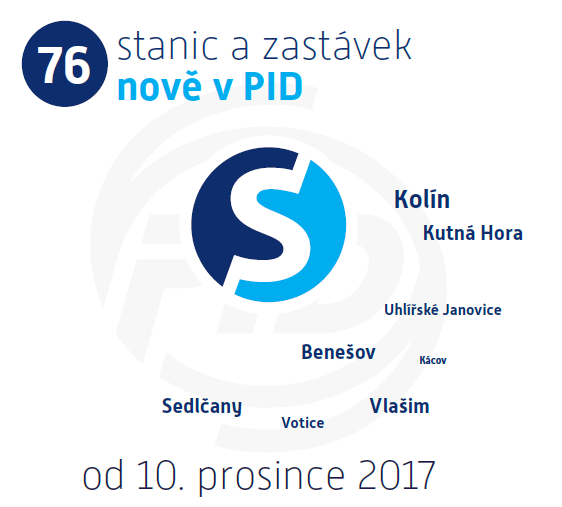 76 stanic a zastávek
nově v PID
S
Kolín
Kutná Hora
Uhlířské Janovice
Benešov
Kácov
Sedlčany
Vlašim
Votice
od 10. prosince 2017
PID